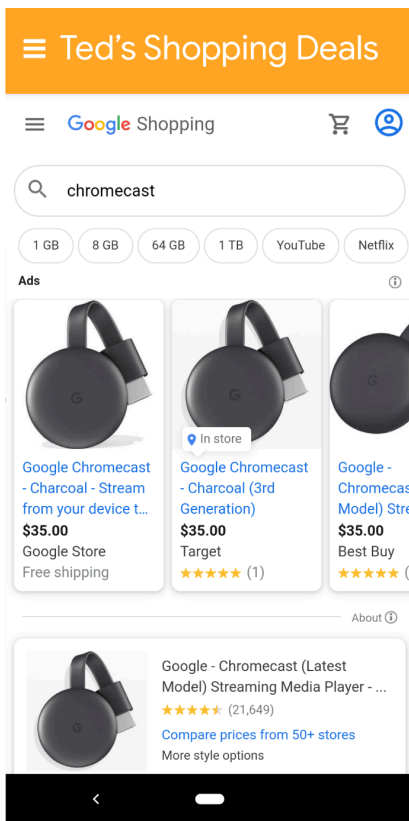 Ted's Shopping Deals
Google Shopping
chromecast
1 GB
8 GB
64 GB
1 TB
YouTube
Netflix
Ads
In store
Google Chromecast
- Charcoal - Stream
from your device t...
$35.00
Google Store
Free shipping
Google Chromecast
- Charcoal (3rd
Generation)
$35.00
Target
(1)
Google -
Chromecas
Model) Stre
$35.00
Best Buy
(
About
Google - Chromecast (Latest
Model) Streaming Media Player - ...
(21,649)
Compare prices from 50+ stores
More style options